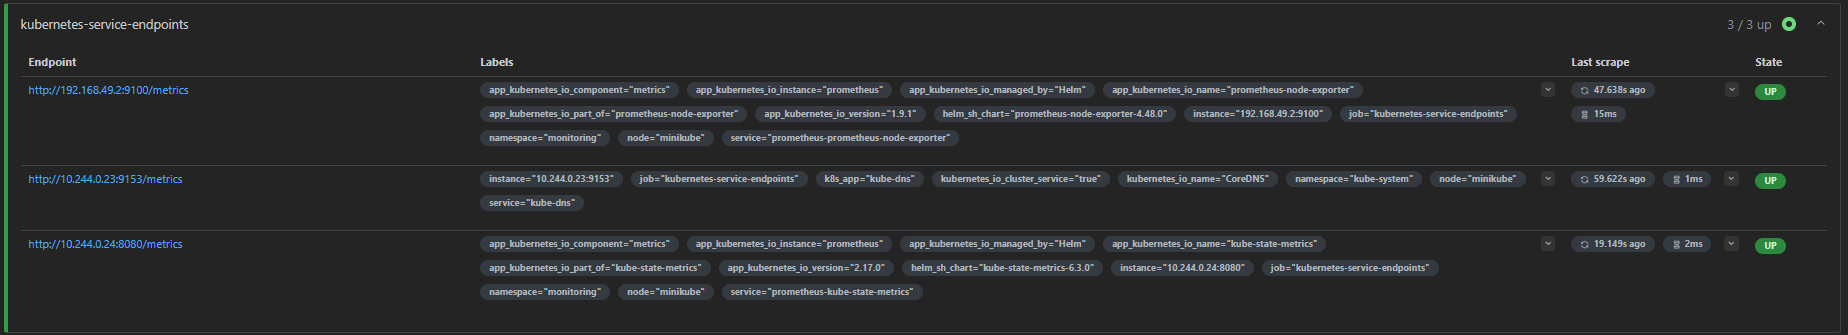 kubernetes-service-endpoints 3 / 3 up
Endpoint Labels Last scrape State
http://192.168.49.2:9100/metrics app_kubernetes_io_component="metrics" app_kubernetes_io_instance="prometheus" app_kubernetes_io_managed_by="Helm" app_kubernetes_io_name="prometheus-node-exporter" 47.638s ago UP
app_kubernetes_io_part_of="prometheus-node-exporter" app_kubernetes_io_version="1.9.1" helm_sh_chart="prometheus-node-exporter-4.48.0" instance="192.168.49.2:9100" job="kubernetes-service-endpoints" 15ms
namespace="monitoring" node="minikube" service="prometheus-prometheus-node-exporter"
http://10.244.0.23:9153/metrics instance="10.244.0.23:9153" job="kubernetes-service-endpoints" k8s_app="kube-dns" kubernetes_io_cluster_service="true" kubernetes_io_name="CoreDNS" namespace="kube-system" node="minikube" 59.622s ago 1ms UP
service="kube-dns"
http://10.244.0.24:8080/metrics app_kubernetes_io_component="metrics" app_kubernetes_io_instance="prometheus" app_kubernetes_io_managed_by="Helm" app_kubernetes_io_name="kube-state-metrics" 19.149s ago 2ms UP
app_kubernetes_io_part_of="kube-state-metrics" app_kubernetes_io_version="2.17.0" helm_sh_chart="kube-state-metrics-6.3.0" instance="10.244.0.24:8080" job="kubernetes-service-endpoints"
namespace="monitoring" node="minikube" service="prometheus-kube-state-metrics"